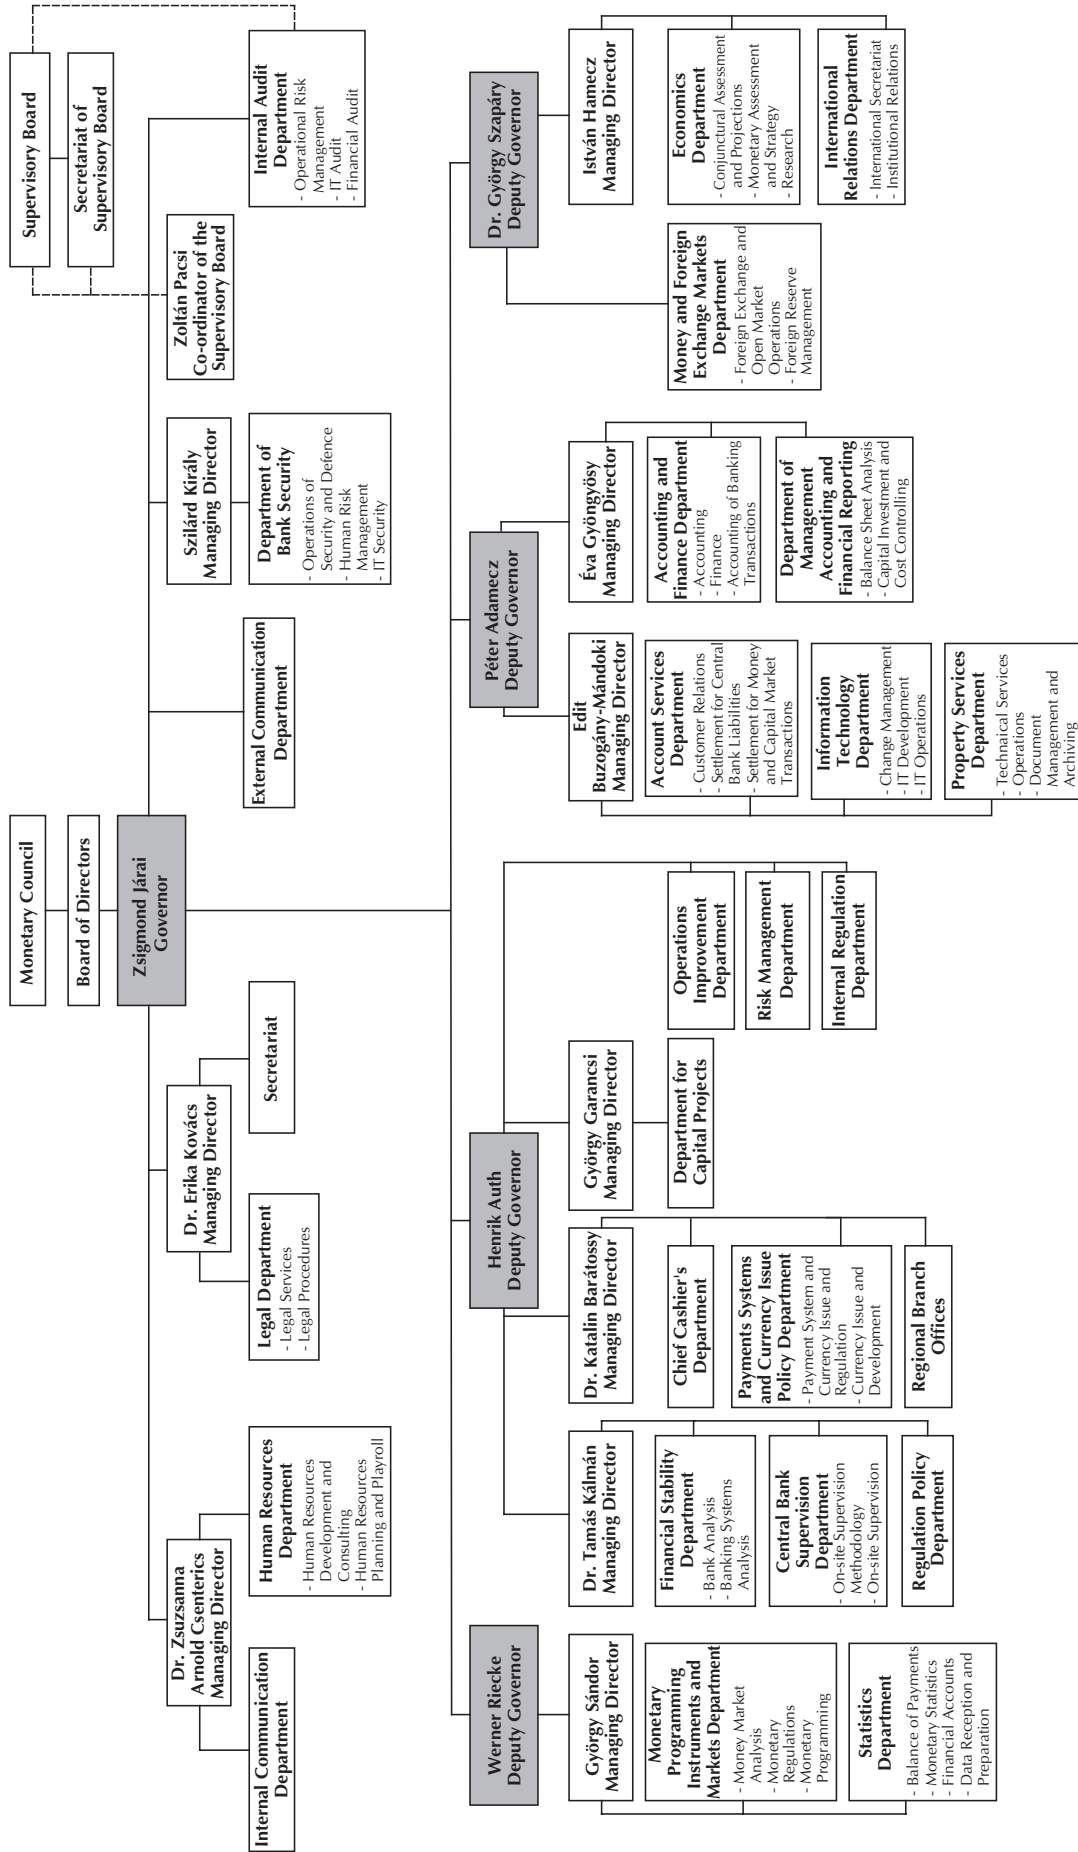 Monetary Council
Board of Directors
Zsigmond Járai
Governor
Supervisory Board
Secretariat of
Supervisory Board
Dr. Zsuzsanna
Arnold Csenterics
Managing Director
Internal Communication
Department
Human Resources
Department
- Human Resources
Development and
Consulting
- Human Resources
Planning and Playroll
Dr. Erika Kovács
Managing Director
Legal Department
- Legal Services
- Legal Procedures
Secretariat
External Communication
Department
Szilárd Király
Managing Director
Department of
Bank Security
- Operations of
Security and Defence
- Human Risk
Management
- IT Security
Zoltán Pacsi
Co-ordinator of the
Supervisory Board
Internal Audit
Department
- Operational Risk
Management
- IT Audit
- Financial Audit
Werner Riecke
Deputy Governor
György Sándor
Managing Director
Monetary
Programming
Instruments and
Markets Department
- Money Market
Analysis
- Monetary
Regulations
- Monetary
Programming
Statistics
Department
- Balance of Payments
- Monetary Statistics
- Financial Accounts
- Data Reception and
Preparation
Henrik Auth
Deputy Governor
Dr. Tamás Kálmán
Managing Director
Financial Stability
Department
- Bank Analysis
- Banking Systems
Analysis
Central Bank
Supervision
Department
- On-site Supervision
Methodology
- On-site Supervision
Regulation Policy
Department
Dr. Katalin Barátossy
Managing Director
Chief Cashier's
Department
Payments Systems
and Currency Issue
Policy Department
- Payment System and
Currency Issue and
Regulation
- Currency Issue and
Development
Regional Branch
Offices
György Garancsi
Managing Director
Department for
Capital Projects
Operations
Improvement
Department
Risk Management
Department
Internal Regulation
Department
Péter Adamecz
Deputy Governor
Edit
Buzogány-Mándoki
Managing Director
Account Services
Department
- Customer Relations
- Settlement for Central
Bank Liabilities
- Settlement for Money
and Capital Market
Transactions
Information
Technology
Department
- Change Management
- IT Development
- IT Operations
Property Services
Department
- Technaical Services
- Operations
- Document
Management and
Archiving
Éva Gyöngyösy
Managing Director
Accounting and
Finance Department
- Accounting
- Finance
- Accounting of Banking
Transactions
Department of
Management
Accounting and
Financial Reporting
- Balance Sheet Analysis
- Capital Investment and
Cost Controlling
Dr. György Szapáry
Deputy Governor
Money and Foreign
Exchange Markets
Department
- Foreign Exchange and
Open Market
Operations
- Foreign Reserve
Management
István Hamecz
Managing Director
Economics
Department
- Conjunctural Assessment
and Projections
- Monetary Assessment
and Strategy
- Research
International
Relations Department
- International Secretariat
- Institutional Relations